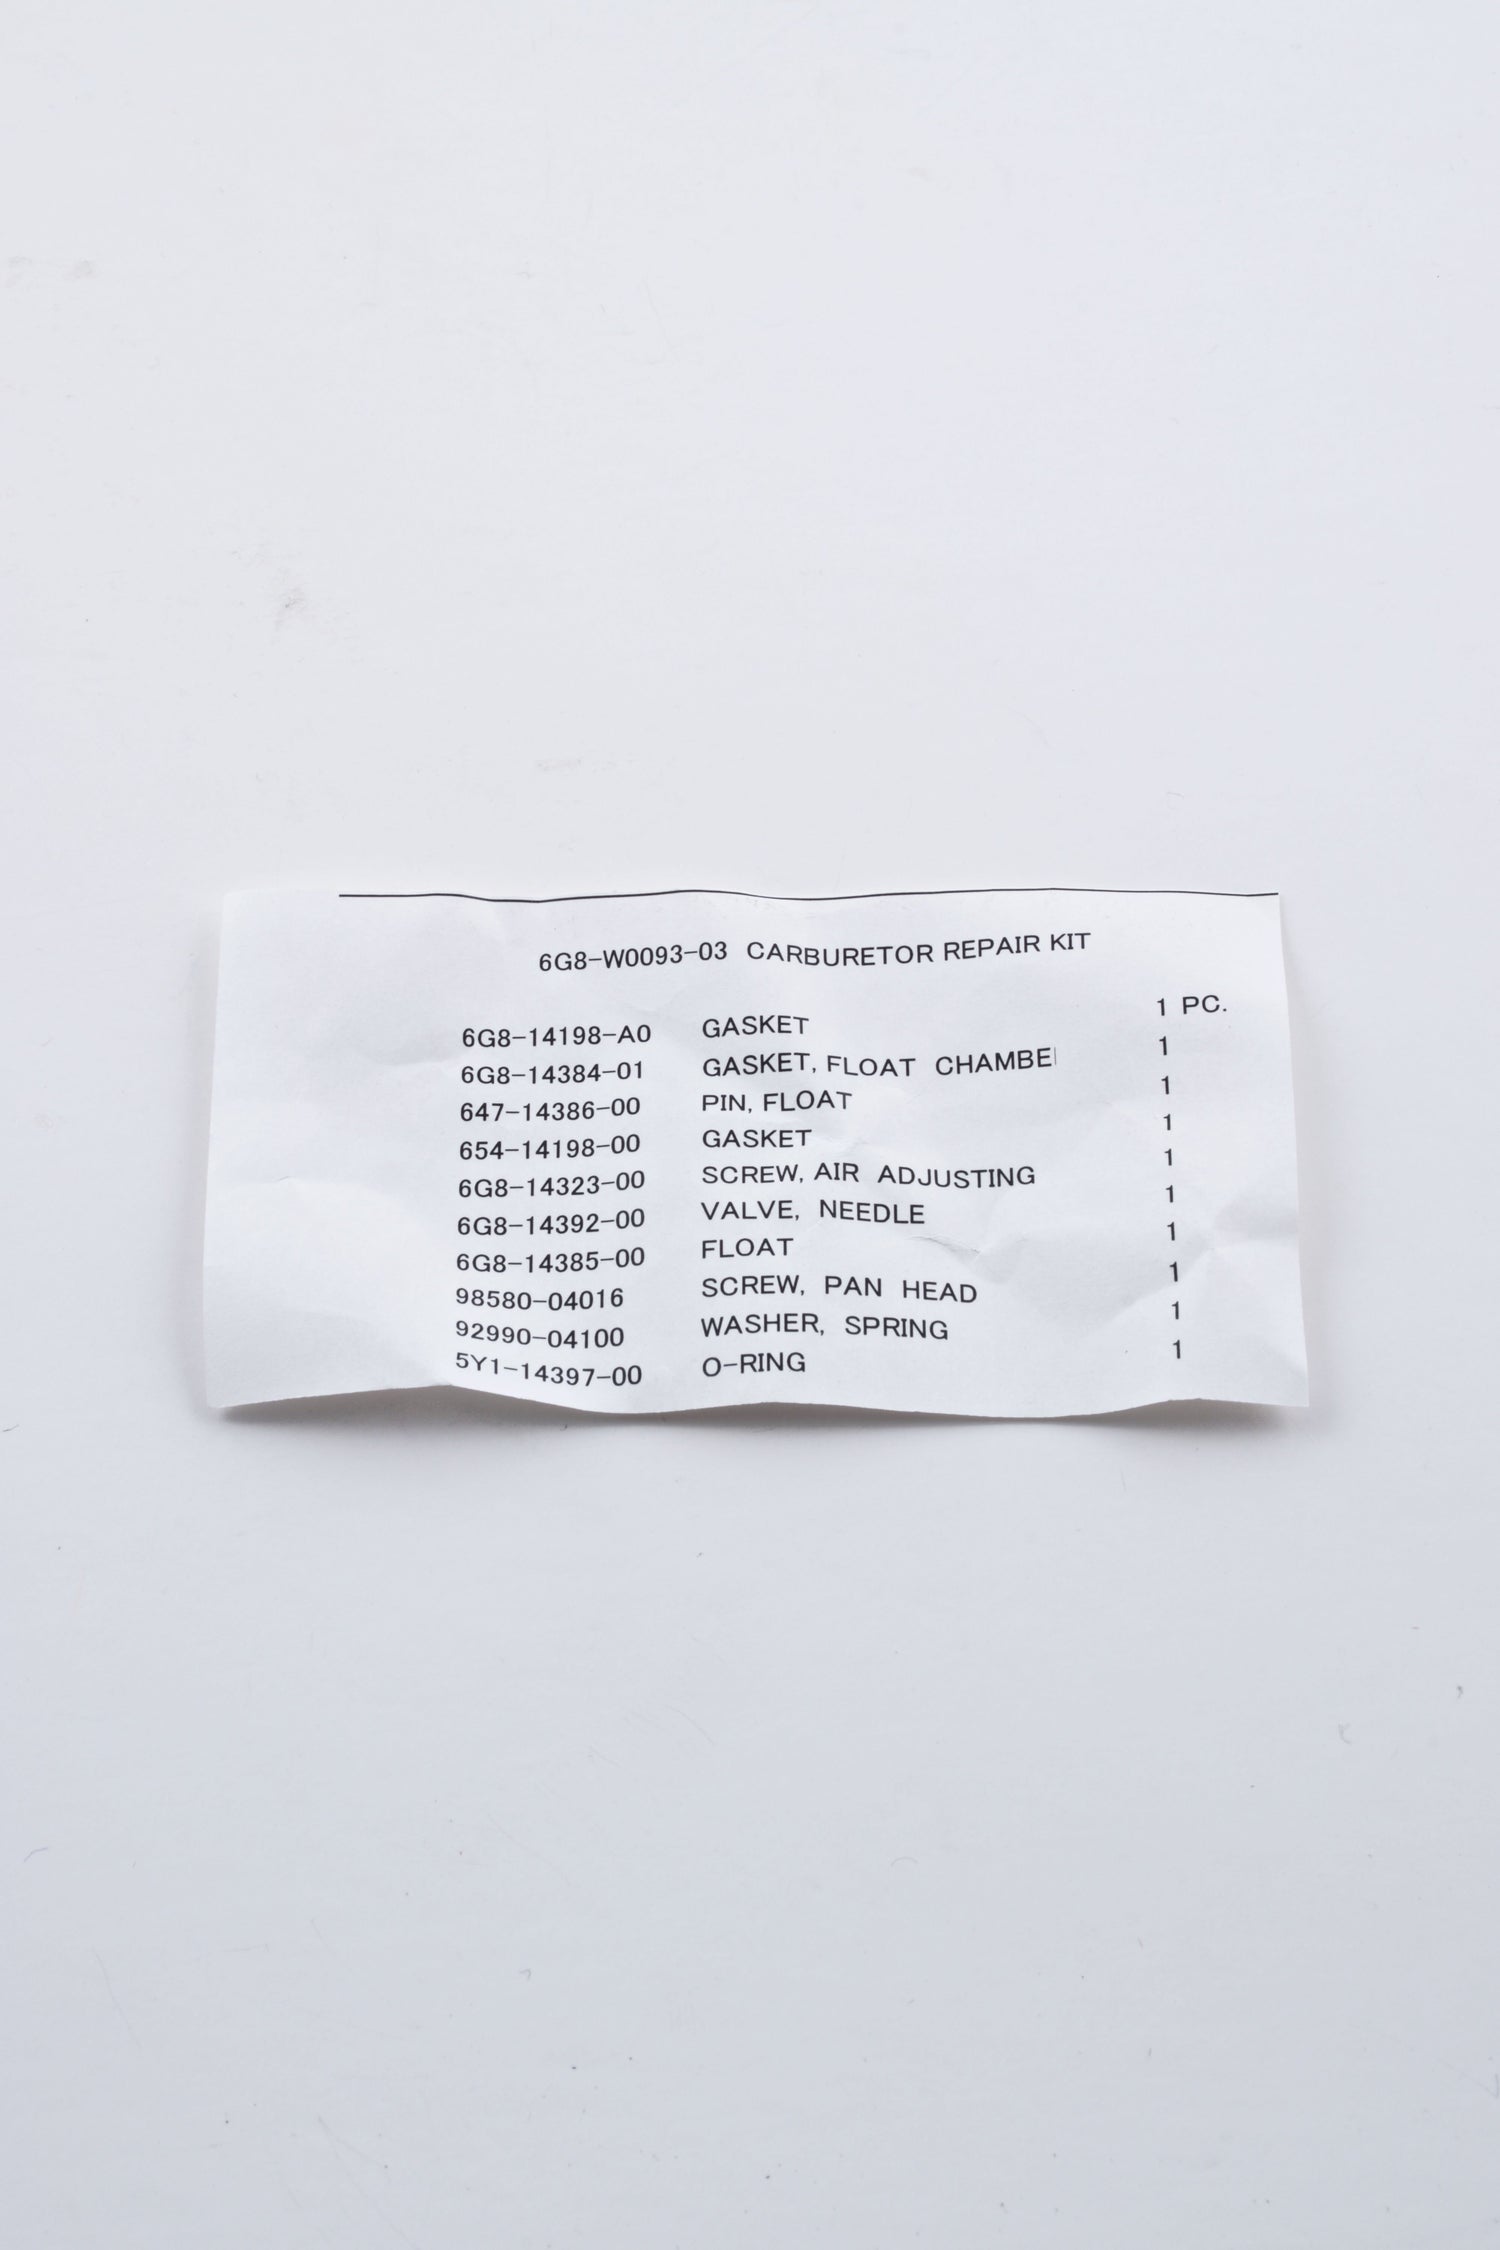 6G8-W0093-03 CARBURETOR REPAIR KIT
6G8-14198-A0 GASKET 1 PC.
6G8-14384-01 GASKET, FLOAT CHAMBE 1
647-14386-00 PIN, FLOAT 1
654-14198-00 GASKET 1
6G8-14323-00 SCREW, AIR ADJUSTING 1
6G8-14392-00 VALVE, NEEDLE 1
6G8-14385-00 FLOAT 1
98580-04016 SCREW, PAN HEAD 1
92990-04100 WASHER, SPRING 1
5Y1-14397-00 O-RING 1